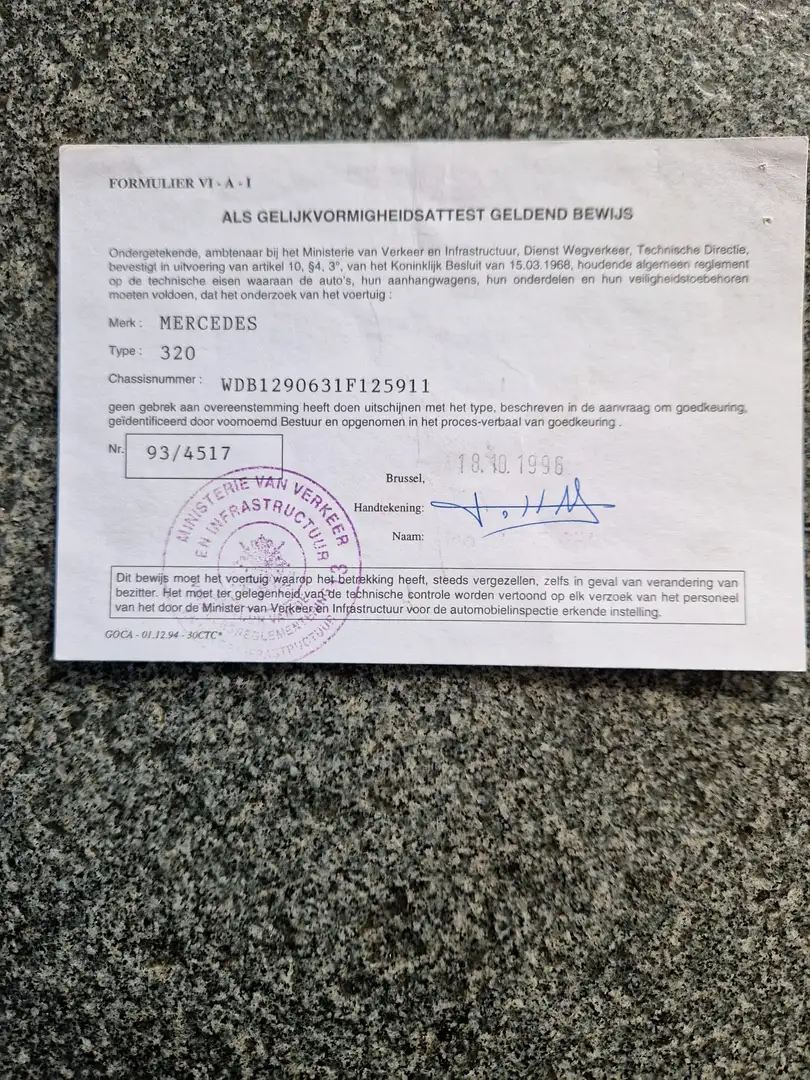 FORMULIER VI - A - I
ALS GELIJKVORMIGHEIDSATTEST GELDEND BEWIJS
Ondergetekende, ambtenaar bij het Ministerie van Verkeer en Infrastructuur, Dienst Wegverkeer, Technische Directie,
bevestigt in uitvoering van artikel 10, §4, 3°, van het Koninklijk Besluit van 15.03.1968, houdende algemeen reglement
op de technische eisen waaraan de auto's, hun aanhangwagens, hun onderdelen en hun veiligheidstoebehoren
moeten voldoen, dat het onderzoek van het voertuig :
Merk : MERCEDES
Type : 320
Chassisnummer : WDB1290631F125911
geen gebrek aan overeenstemming heeft doen uitschijnen met het type, beschreven in de aanvraag om goedkeuring,
geïdentificeerd door voornoemd Bestuur en opgenomen in het proces-verbaal van goedkeuring .
Nr. 93/4517
Brussel, 18.10.1996
Handtekening:
Naam:
MINISTERIE VAN VERKEER
EN INFRASTRUCTUUR
Dit bewijs moet het voertuig waarop het betrekking heeft, steeds vergezellen, zelfs in geval van verandering van
bezitter. Het moet ter gelegenheid van de technische controle worden vertoond op elk verzoek van het personeel
van het door de Minister van Verkeer en Infrastructuur voor de automobielinspectie erkende instelling.
GOCA - 01.12.94 - 30CTC*